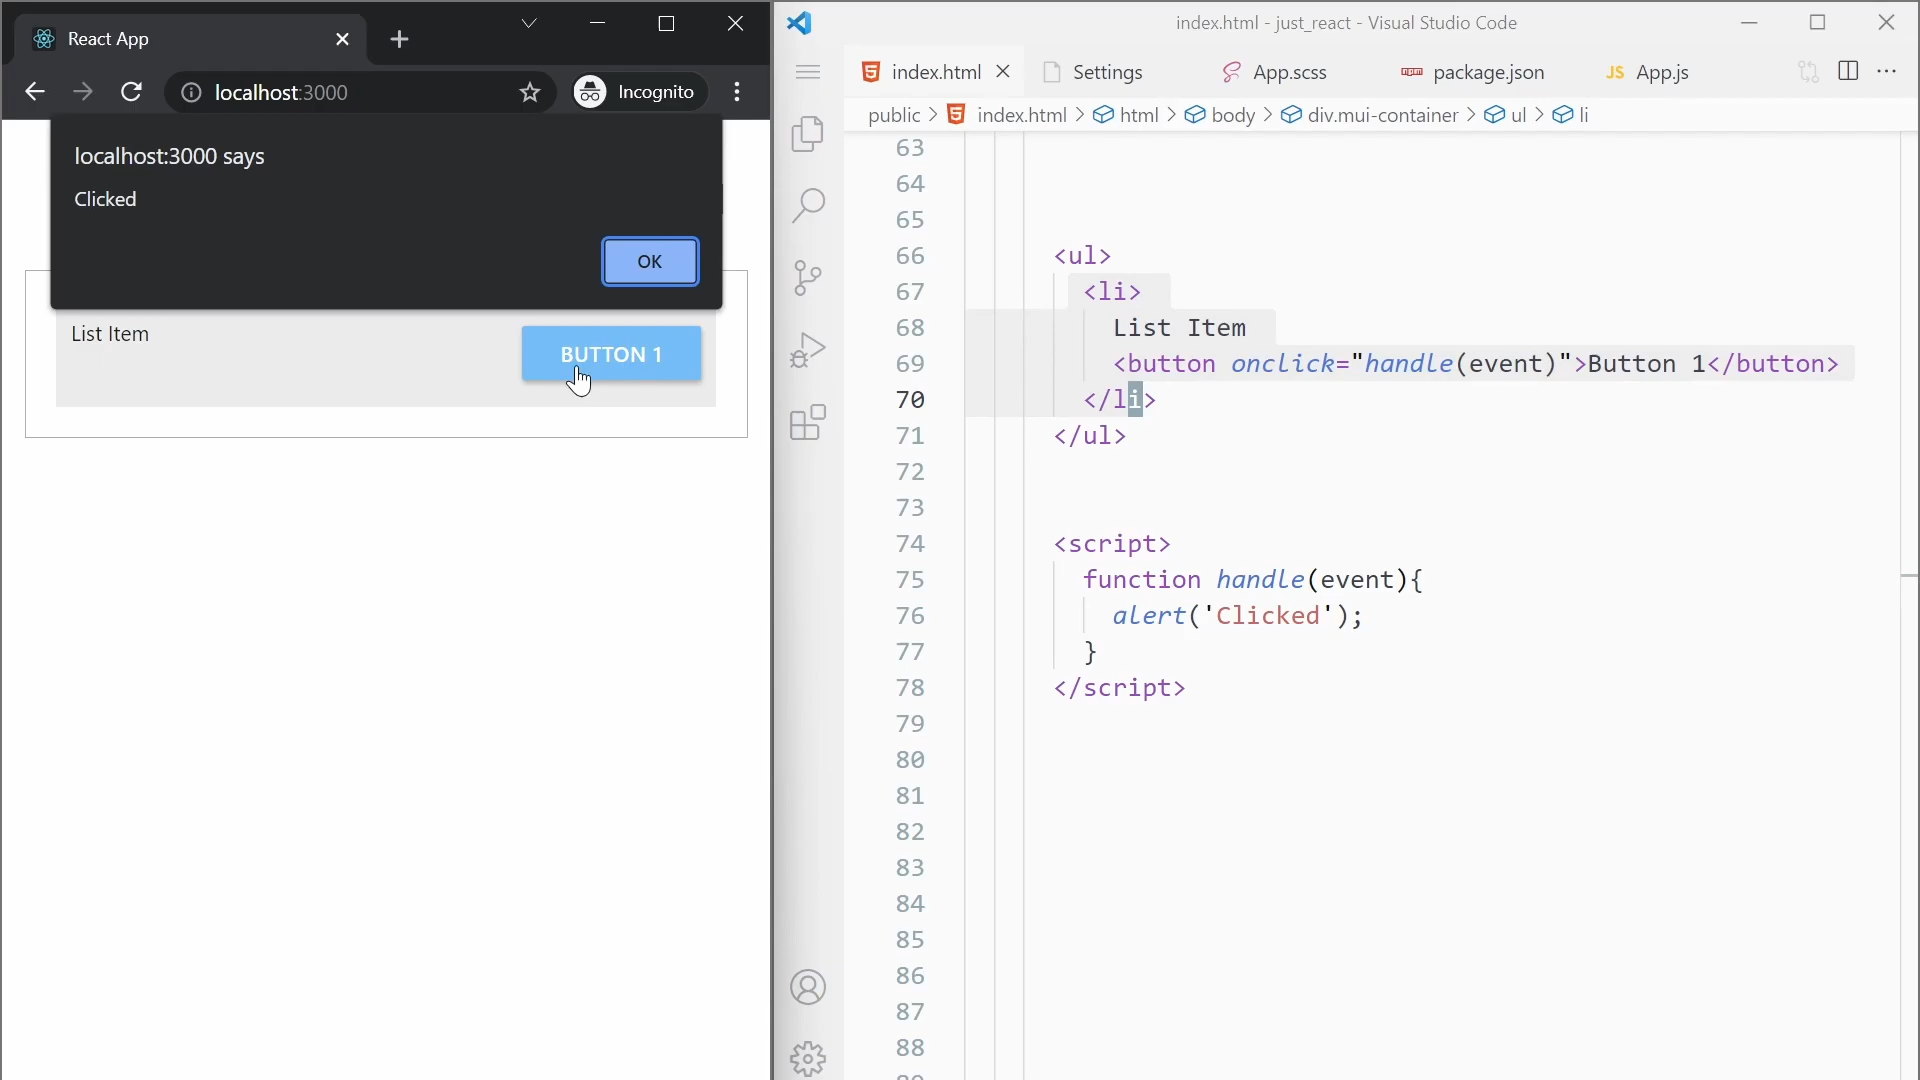 React App
localhost:3000
Incognito
localhost:3000 says
Clicked
OK
List Item
BUTTON 1
index.html - just_react - Visual Studio Code
index.html
Settings
App.scss
package.json
JS App.js
public > index.html > html > body > div.mui-container > ul > li
63
64
65
66 <ul>
67 <li>
68 List Item
69 <button onclick="handle(event)">Button 1</button>
70 </li>
71 </ul>
72
73
74 <script>
75 function handle(event){
76 alert('Clicked');
77 }
78 </script>
79
80
81
82
83
84
85
86
87
88